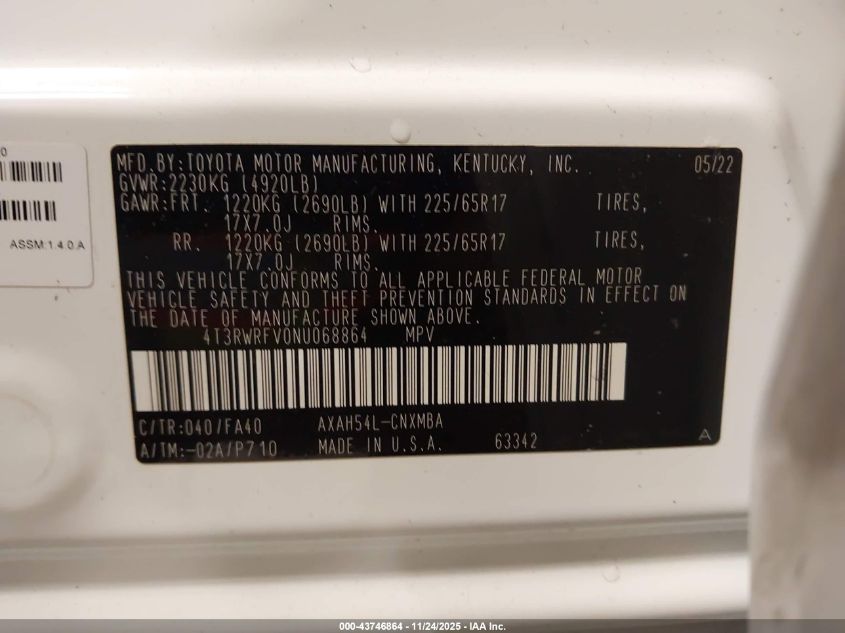 0
ASSM:1.4.0.A
MFD.BY:TOYOTA MOTOR MANUFACTURING, KENTUCKY, INC. 05/22
GVWR:2230KG (4920LB)
GAWR:FRT. 1220KG (2690LB) WITH 225/65R17 TIRES,
17X7.0J RIMS.
RR. 1220KG (2690LB) WITH 225/65R17 TIRES,
17X7.0J RIMS.
THIS VEHICLE CONFORMS TO ALL APPLICABLE FEDERAL MOTOR
VEHICLE SAFETY AND THEFT PREVENTION STANDARDS IN EFFECT ON
THE DATE OF MANUFACTURE SHOWN ABOVE.
4T3RWRFV0NU068864 MPV
C/TR:040/FA40 AXAH54L-CNXMBA
A/TM:-02A/P710 MADE IN U.S.A. 63342 A
000-43746864 - 11/24/2025 - IAA Inc.